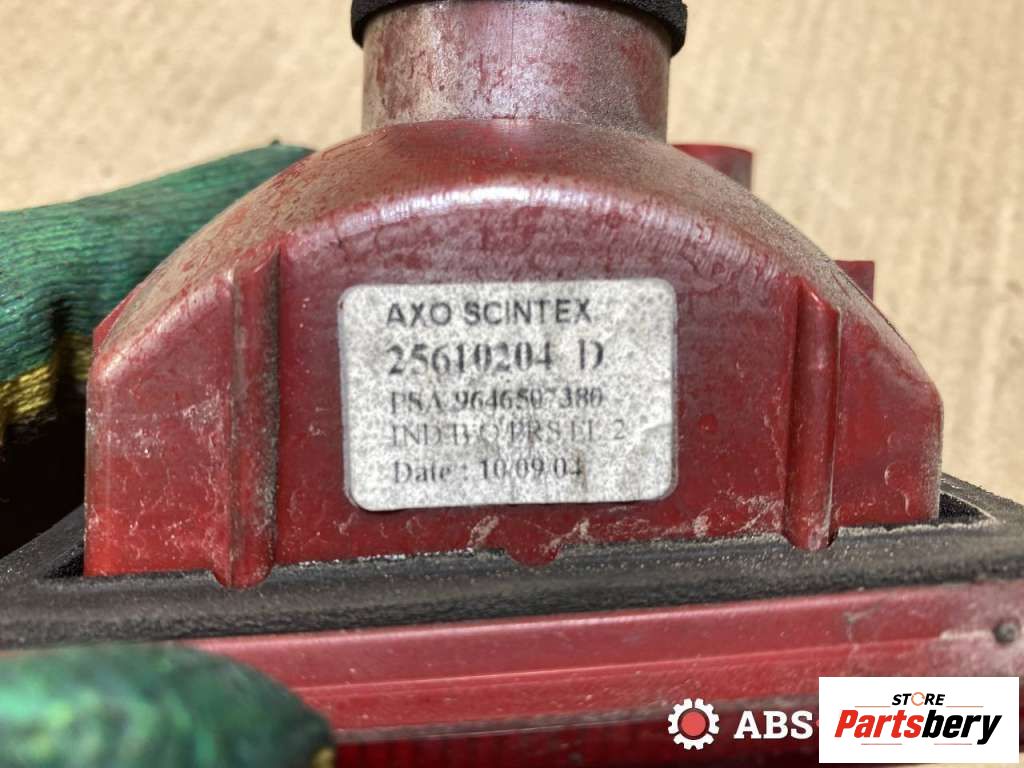 AXO SCINTEX
25610204 D
PSA 9646507380
Date : 10/09/04
ABS-
STORE
Partsbery